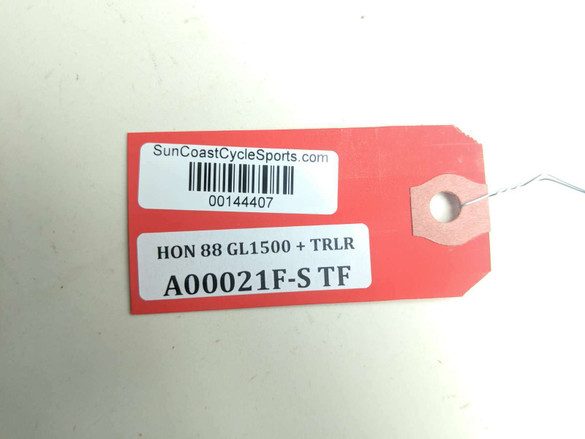 SunCoastCycleSports.com
00144407
HON 88 GL1500 + TRLR
A00021F-S TF